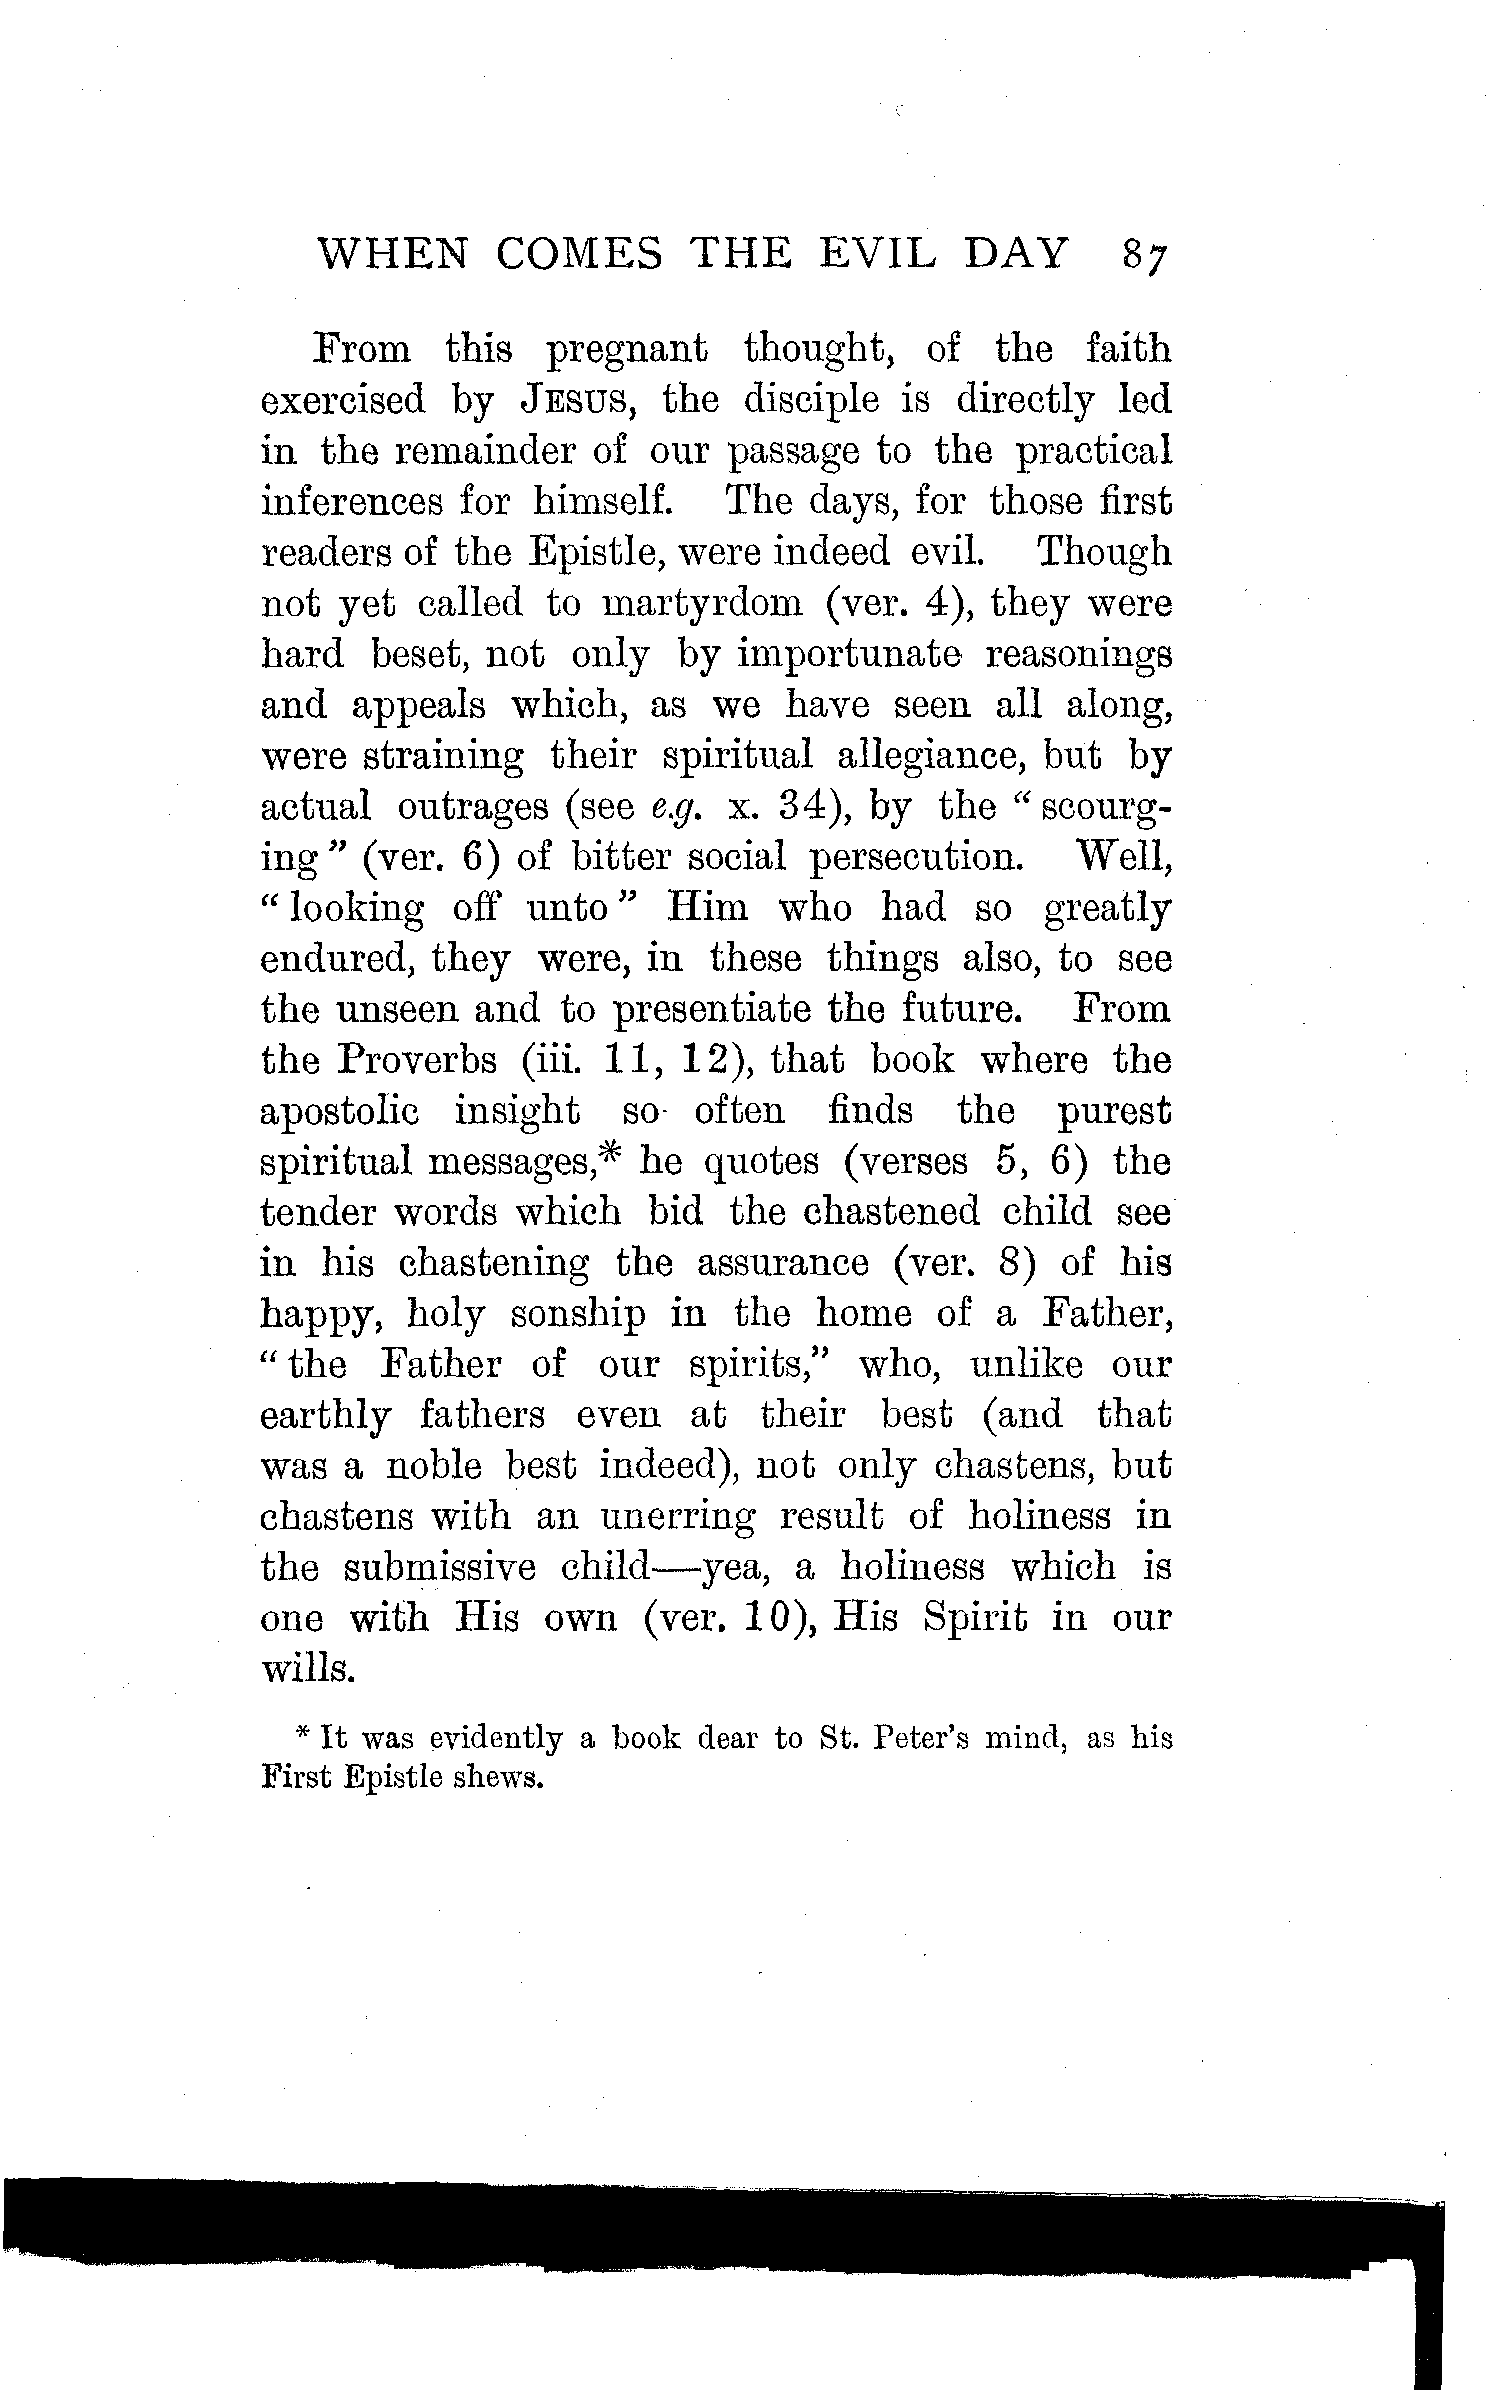 WHEN COMES THE EVIL DAY 87
From this pregnant thought, of the faith
exercised by JESUS, the disciple is directly led
in the remainder of our passage to the practical
inferences for himself. The days, for those first
readers of the Epistle, were indeed evil. Though
not yet called to martyrdom (ver. 4), they were
hard beset, not only by importunate reasonings
and appeals which, as we have seen all along,
were straining their spiritual allegiance, but by
actual outrages (see e.g. x. 34), by the “ scourg-
ing ” (ver. 6) of bitter social persecution. Well,
“ looking off unto ” Him who had so greatly
endured, they were, in these things also, to see
the unseen and to presentiate the future. From
the Proverbs (iii. 11, 12), that book where the
apostolic insight so often finds the purest
spiritual messages,* he quotes (verses 5, 6) the
tender words which bid the chastened child see
in his chastening the assurance (ver. 8) of his
happy, holy sonship in the home of a Father,
“ the Father of our spirits,” who, unlike our
earthly fathers even at their best (and that
was a noble best indeed), not only chastens, but
chastens with an unerring result of holiness in
the submissive child—yea, a holiness which is
one with His own (ver. 10), His Spirit in our
wills.
* It was evidently a book dear to St. Peter's mind, as his
First Epistle shews.